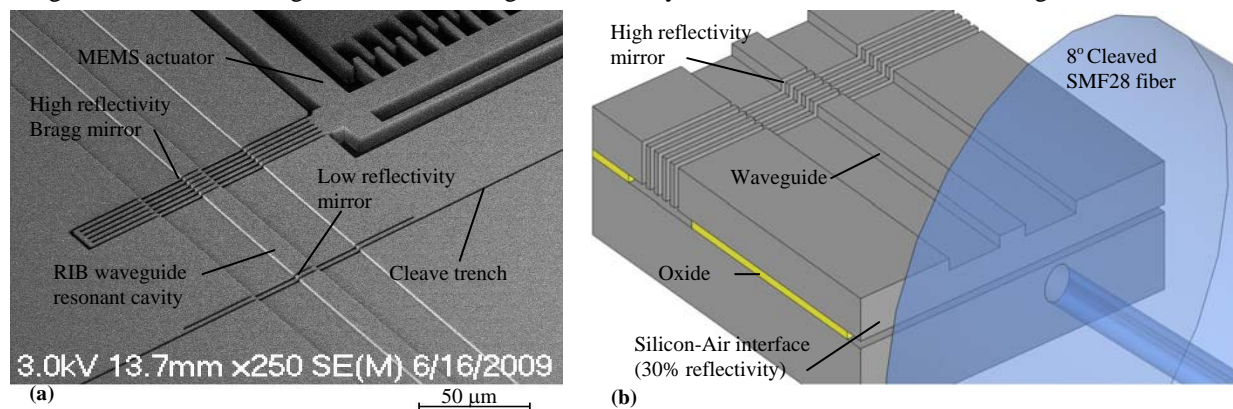 MEMS actuator
High reflectivity
Bragg mirror
Low reflectivity
mirror
RIB waveguide
resonant cavity
Cleave trench
3.0kV 13.7mm x250 SE(M) 6/16/2009
(a)
50 μm
High reflectivity
mirror
8° Cleaved
SMF28 fiber
Waveguide
Oxide
Silicon-Air interface
(30% reflectivity)
(b)